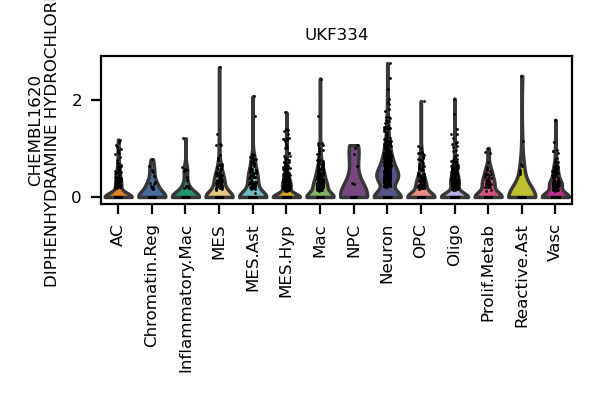 UKF334
CHEMBL1620
DIPHENHYDRAMINE HYDROCHLOR
2
0
AC
Chromatin.Reg
Inflammatory.Mac
MES
MES.Ast
MES.Hyp
Mac
NPC
Neuron
OPC
Oligo
Prolif.Metab
Reactive.Ast
Vasc